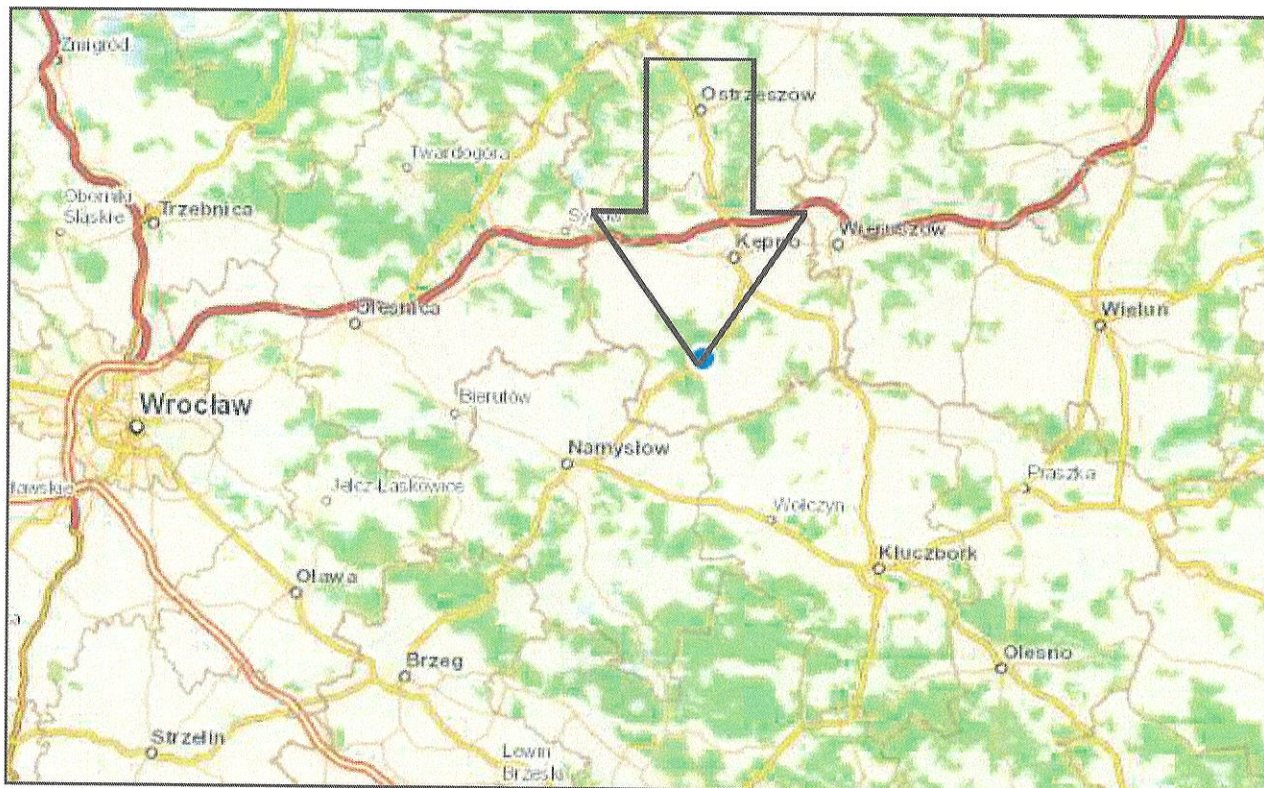 Żmigród
Ostrzeszów
Twardogóra
Oborniki
Śląskie
Trzebnica
Syców
Kępno
Wieruszów
Oleśnica
Wieluń
Wrocław
Bierutów
Namysłów
Jelcz-Laskowice
Praszka
Wołczyn
Kluczbork
Oława
Olesno
Brzeg
Strzelin
Lewin
Brzeski